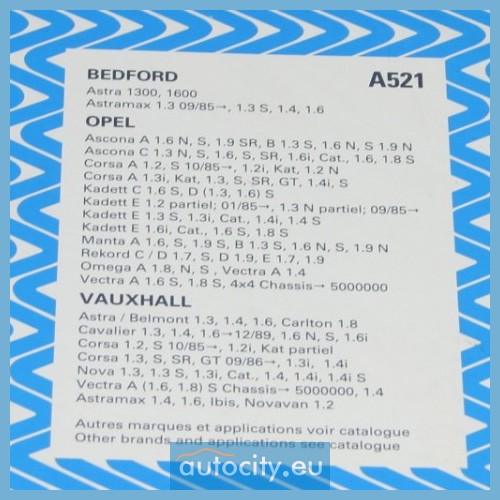 BEDFORD A521
Astra 1300, 1600
Astramax 1.3 09/85→, 1.3 S, 1.4, 1.6
OPEL
Ascona A 1.6 N, S, 1.9 SR, B 1.3 S, 1.6 N, S 1.9 N
Ascona C 1.3 N, S, 1.6, S, SR, 1.6i, Cat., 1.6, 1.8 S
Corsa A 1.2, S 10/85→, 1.2i, Kat, 1.2 N
Corsa A 1.3i, Kat, 1.3, S, SR, GT, 1.4i, S
Kadett C 1.6 S, D (1.3, 1.6) S
Kadett E 1.2 partiel; 01/85→, 1.3 N partiel; 09/85→
Kadett E 1.3 S, 1.3i, Cat., 1.4i, 1.4 S
Kadett E 1.6i, Cat., 1.6 S, 1.8 S
Manta A 1.6, S, 1.9 S, B 1.3 S, 1.6 N, S, 1.9 N
Rekord C / D 1.7, S, D 1.9, E 1.7, 1.9
Omega A 1.8, N, S , Vectra A 1.4
Vectra A 1.6 S, 1.8 S, 4x4 Chassis→ 5000000
VAUXHALL
Astra / Belmont 1.3, 1.4, 1.6, Carlton 1.8
Cavalier 1.3, 1.4, 1.6→12/89, 1.6 N, S, 1.6i
Corsa 1.2, S 10/85→, 1.2i, Kat partiel
Corsa 1.3, S, SR, GT 09/86→, 1.3i, 1.4i
Nova 1.3, 1.3 S, 1.3i, Cat., 1.4, 1.4i, 1.4i S
Vectra A (1.6, 1.8) S Chassis→ 5000000, 1.4
Astramax 1.4, 1.6, Ibis, Novavan 1.2
Autres marques et applications voir catalogue
Other brands and applications see catalogue
autocity.eu